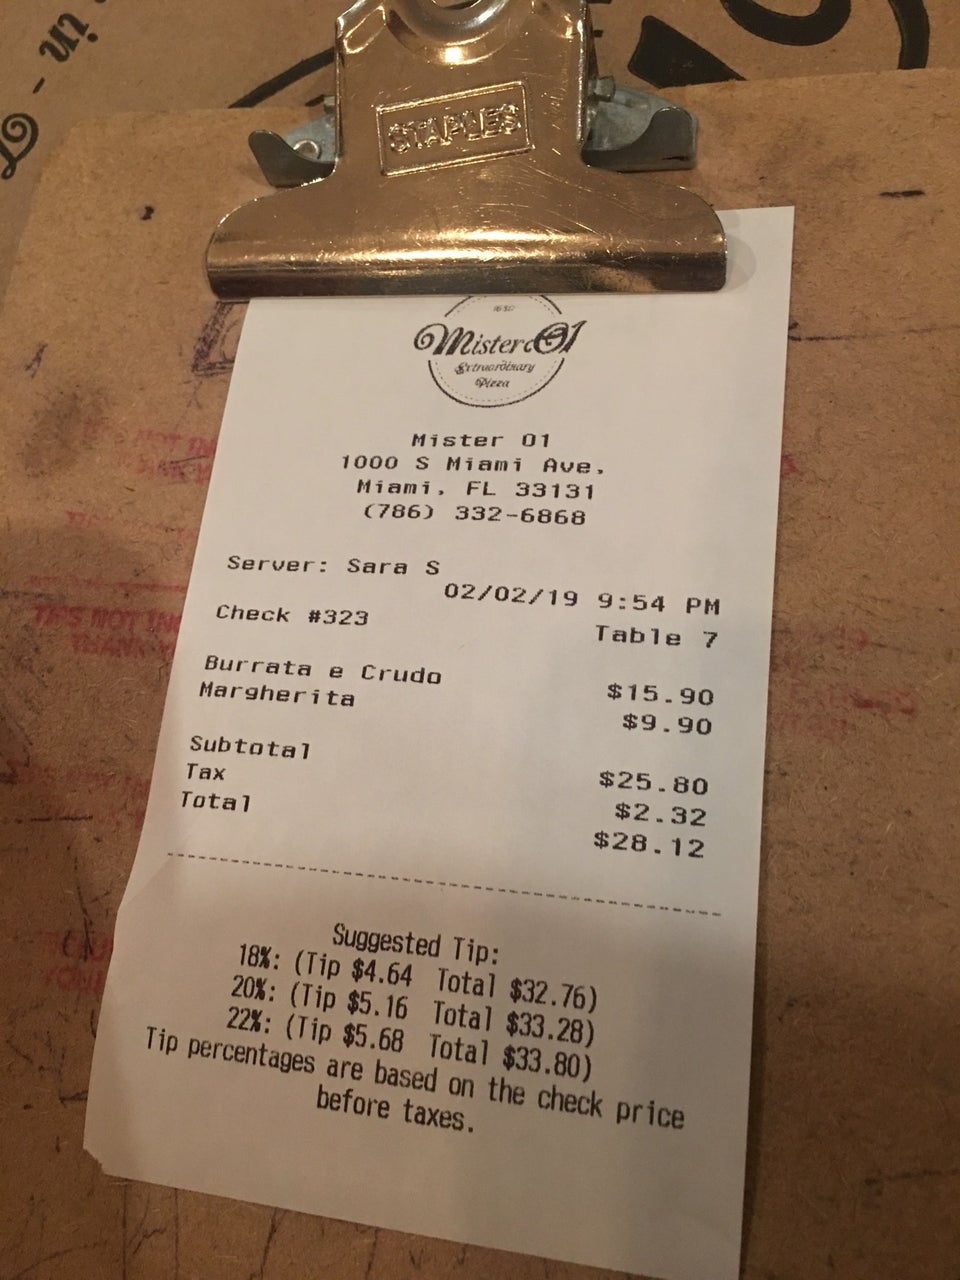 in -
STAPLES
Mister O1
Extraordinary
Pizza
Mister 01
1000 S Miami Ave,
Miami, FL 33131
(786) 332-6868
Server: Sara S
02/02/19 9:54 PM
Check #323 Table 7
Burrata e Crudo $15.90
Margherita $9.90
Subtotal $25.80
Tax $2.32
Total $28.12
Suggested Tip:
18%: (Tip $4.64 Total $32.76)
20%: (Tip $5.16 Total $33.28)
22%: (Tip $5.68 Total $33.80)
Tip percentages are based on the check price
before taxes.